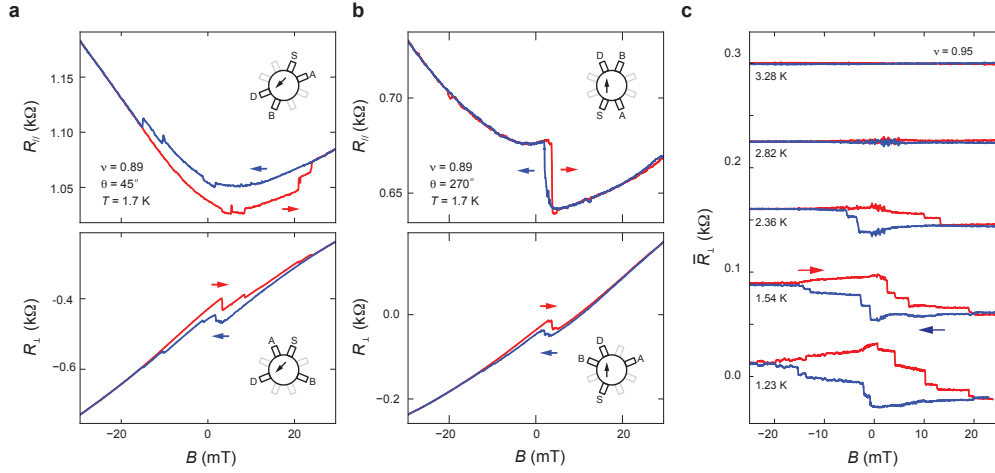 a
1.15
1.10
1.05
R// (kΩ)
ν = 0.89
θ = 45°
T = 1.7 K
S
A
D
B
−0.4
−0.6
R⊥ (kΩ)
A
S
D
B
−20
0
20
B (mT)
b
0.70
0.65
R// (kΩ)
ν = 0.89
θ = 270°
T = 1.7 K
D
B
S
A
0.0
−0.2
R⊥ (kΩ)
D
B
A
S
−20
0
20
B (mT)
c
0.3
0.2
0.1
0.0
R̅⊥ (kΩ)
ν = 0.95
3.28 K
2.82 K
2.36 K
1.54 K
1.23 K
−20
−10
0
10
20
B (mT)